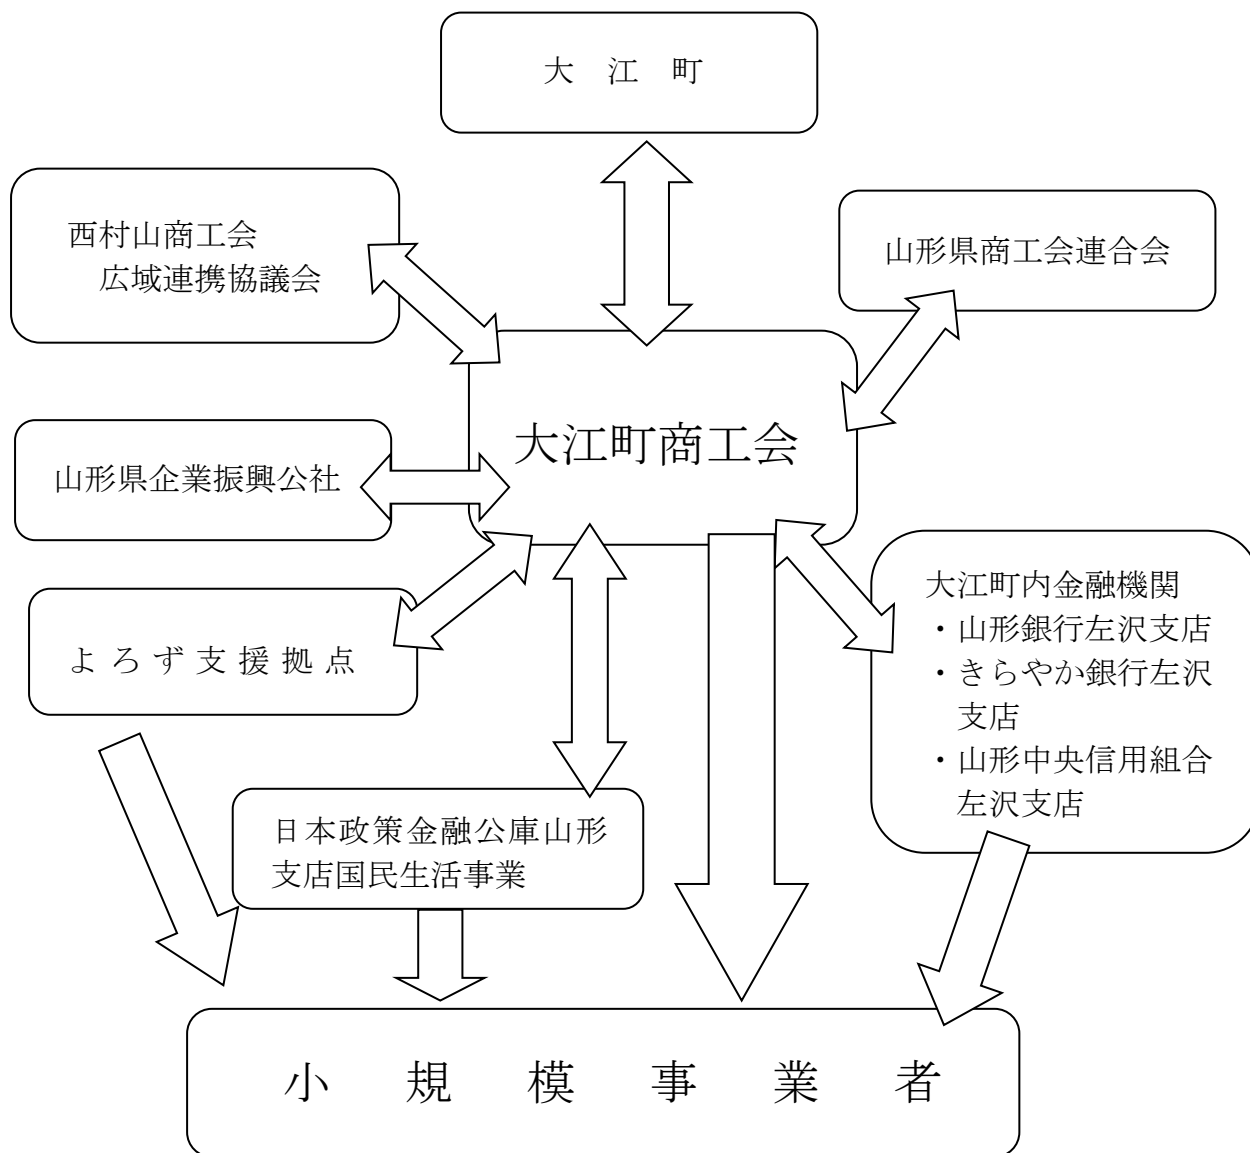 大　江　町
西村山商工会
広域連携協議会
山形県商工会連合会
大江町商工会
山形県企業振興公社
よろず支援拠点
大江町内金融機関
・山形銀行左沢支店
・きらやか銀行左沢
支店
・山形中央信用組合
左沢支店
日本政策金融公庫山形
支店国民生活事業
小　規　模　事　業　者